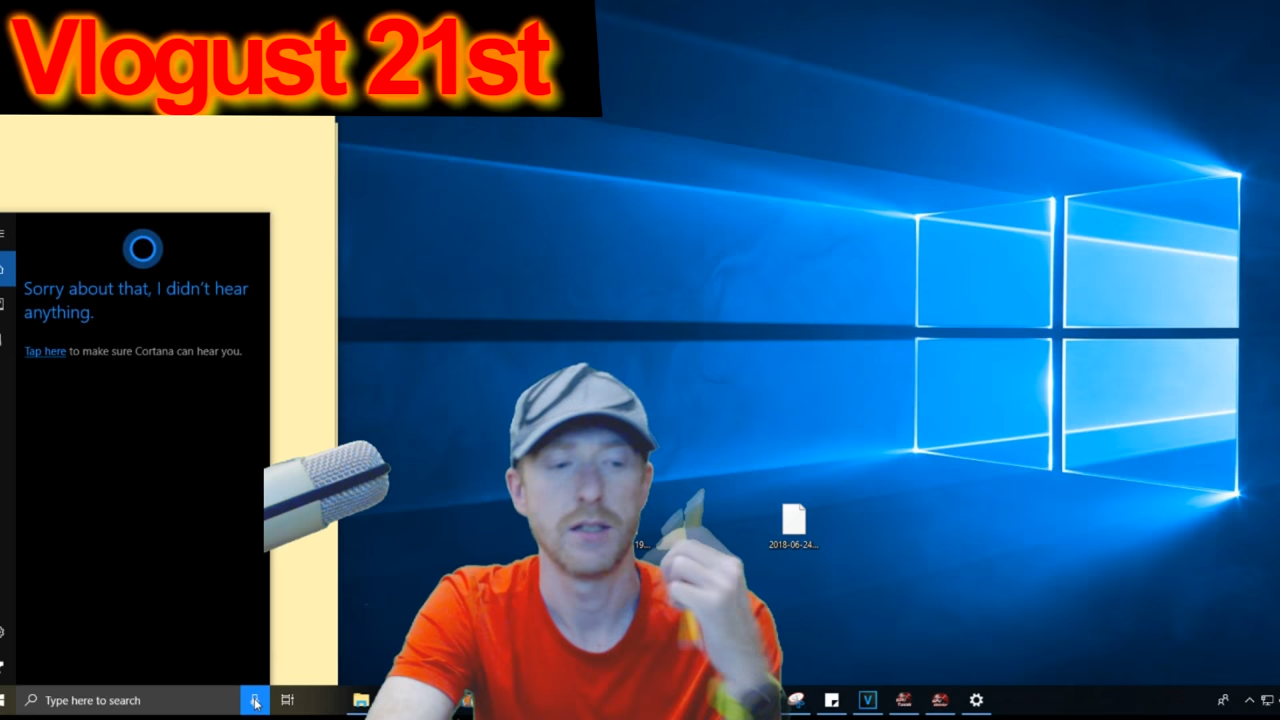 Vlogust 21st
Sorry about that, I didn't hear
anything.
Tap here to make sure Cortana can hear you.
19...
2018-06-24...
Type here to search
V